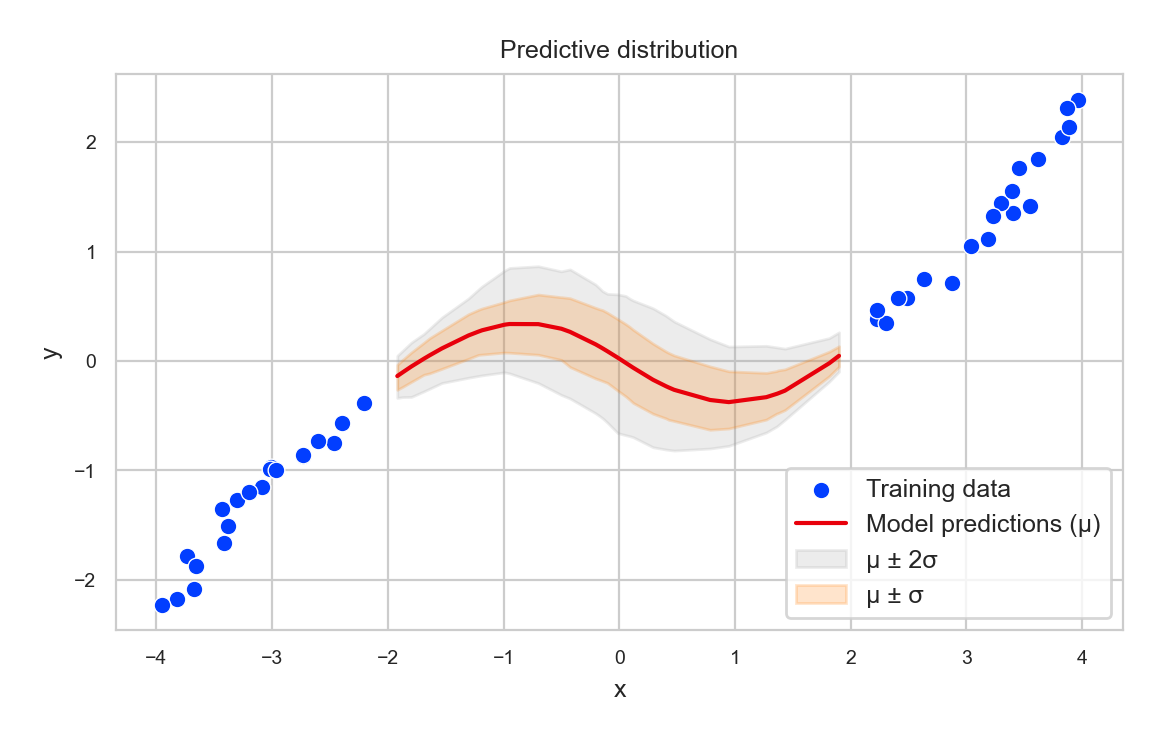 Predictive distribution
y
2
1
0
−1
−2
−4 −3 −2 −1 0 1 2 3 4
x
Training data
Model predictions (μ)
μ ± 2σ
μ ± σ